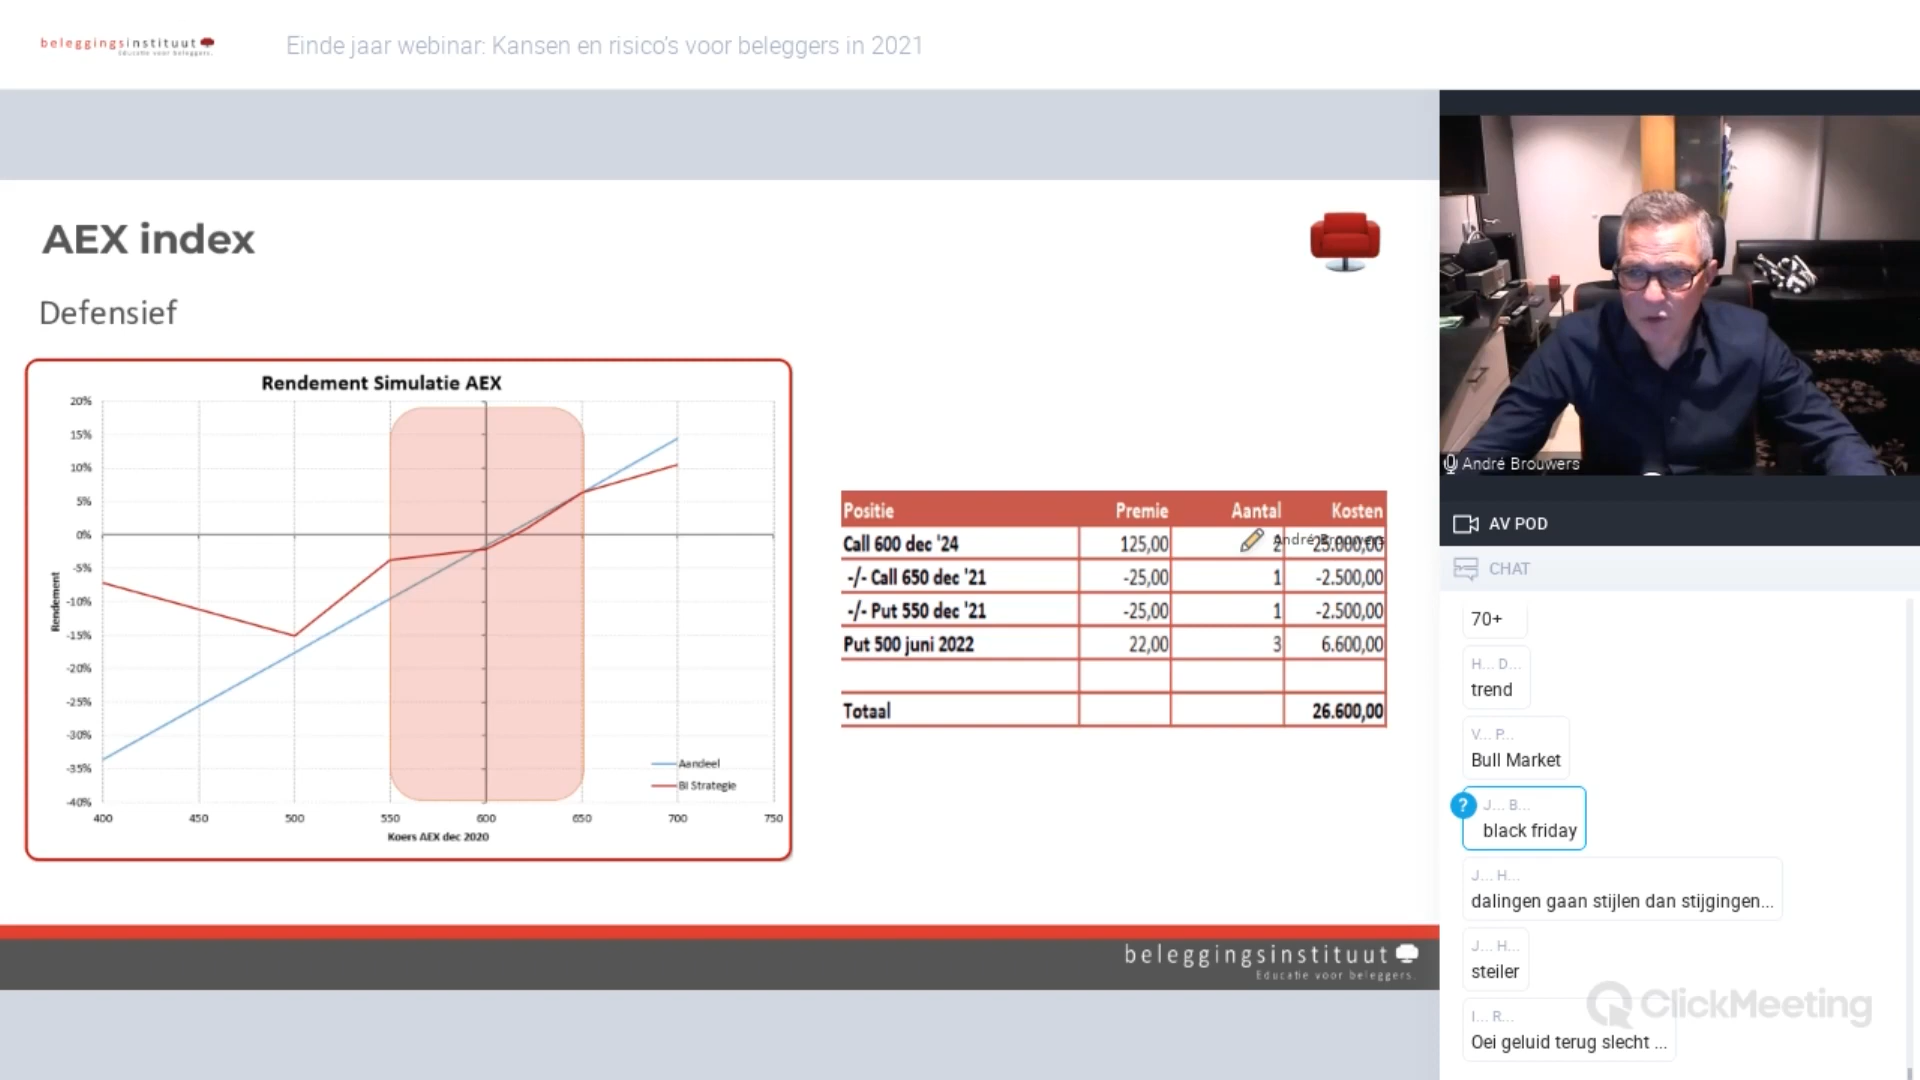 beleggingsinstituut
Educatie voor beleggers.
Einde jaar webinar: Kansen en risico's voor beleggers in 2021
AEX index
Defensief
Rendement Simulatie AEX
20%
15%
10%
5%
0%
-5%
-10%
-15%
-20%
-25%
-30%
-35%
-40%
Rendement
400 450 500 550 600 650 700 750
Koers AEX dec 2020
Aandeel
BI Strategie
Positie Premie Aantal Kosten
Call 600 dec '24 125,00 2 25.000,00
André Brouwers
-/- Call 650 dec '21 -25,00 1 -2.500,00
-/- Put 550 dec '21 -25,00 1 -2.500,00
Put 500 juni 2022 22,00 3 6.600,00
Totaal 26.600,00
beleggingsinstituut
Educatie voor beleggers.
André Brouwers
AV POD
CHAT
70+
H... D...
trend
V... P...
Bull Market
?
J... B...
black friday
J... H...
dalingen gaan stijlen dan stijgingen...
J... H...
steiler
I... R...
Oei geluid terug slecht ...
ClickMeeting